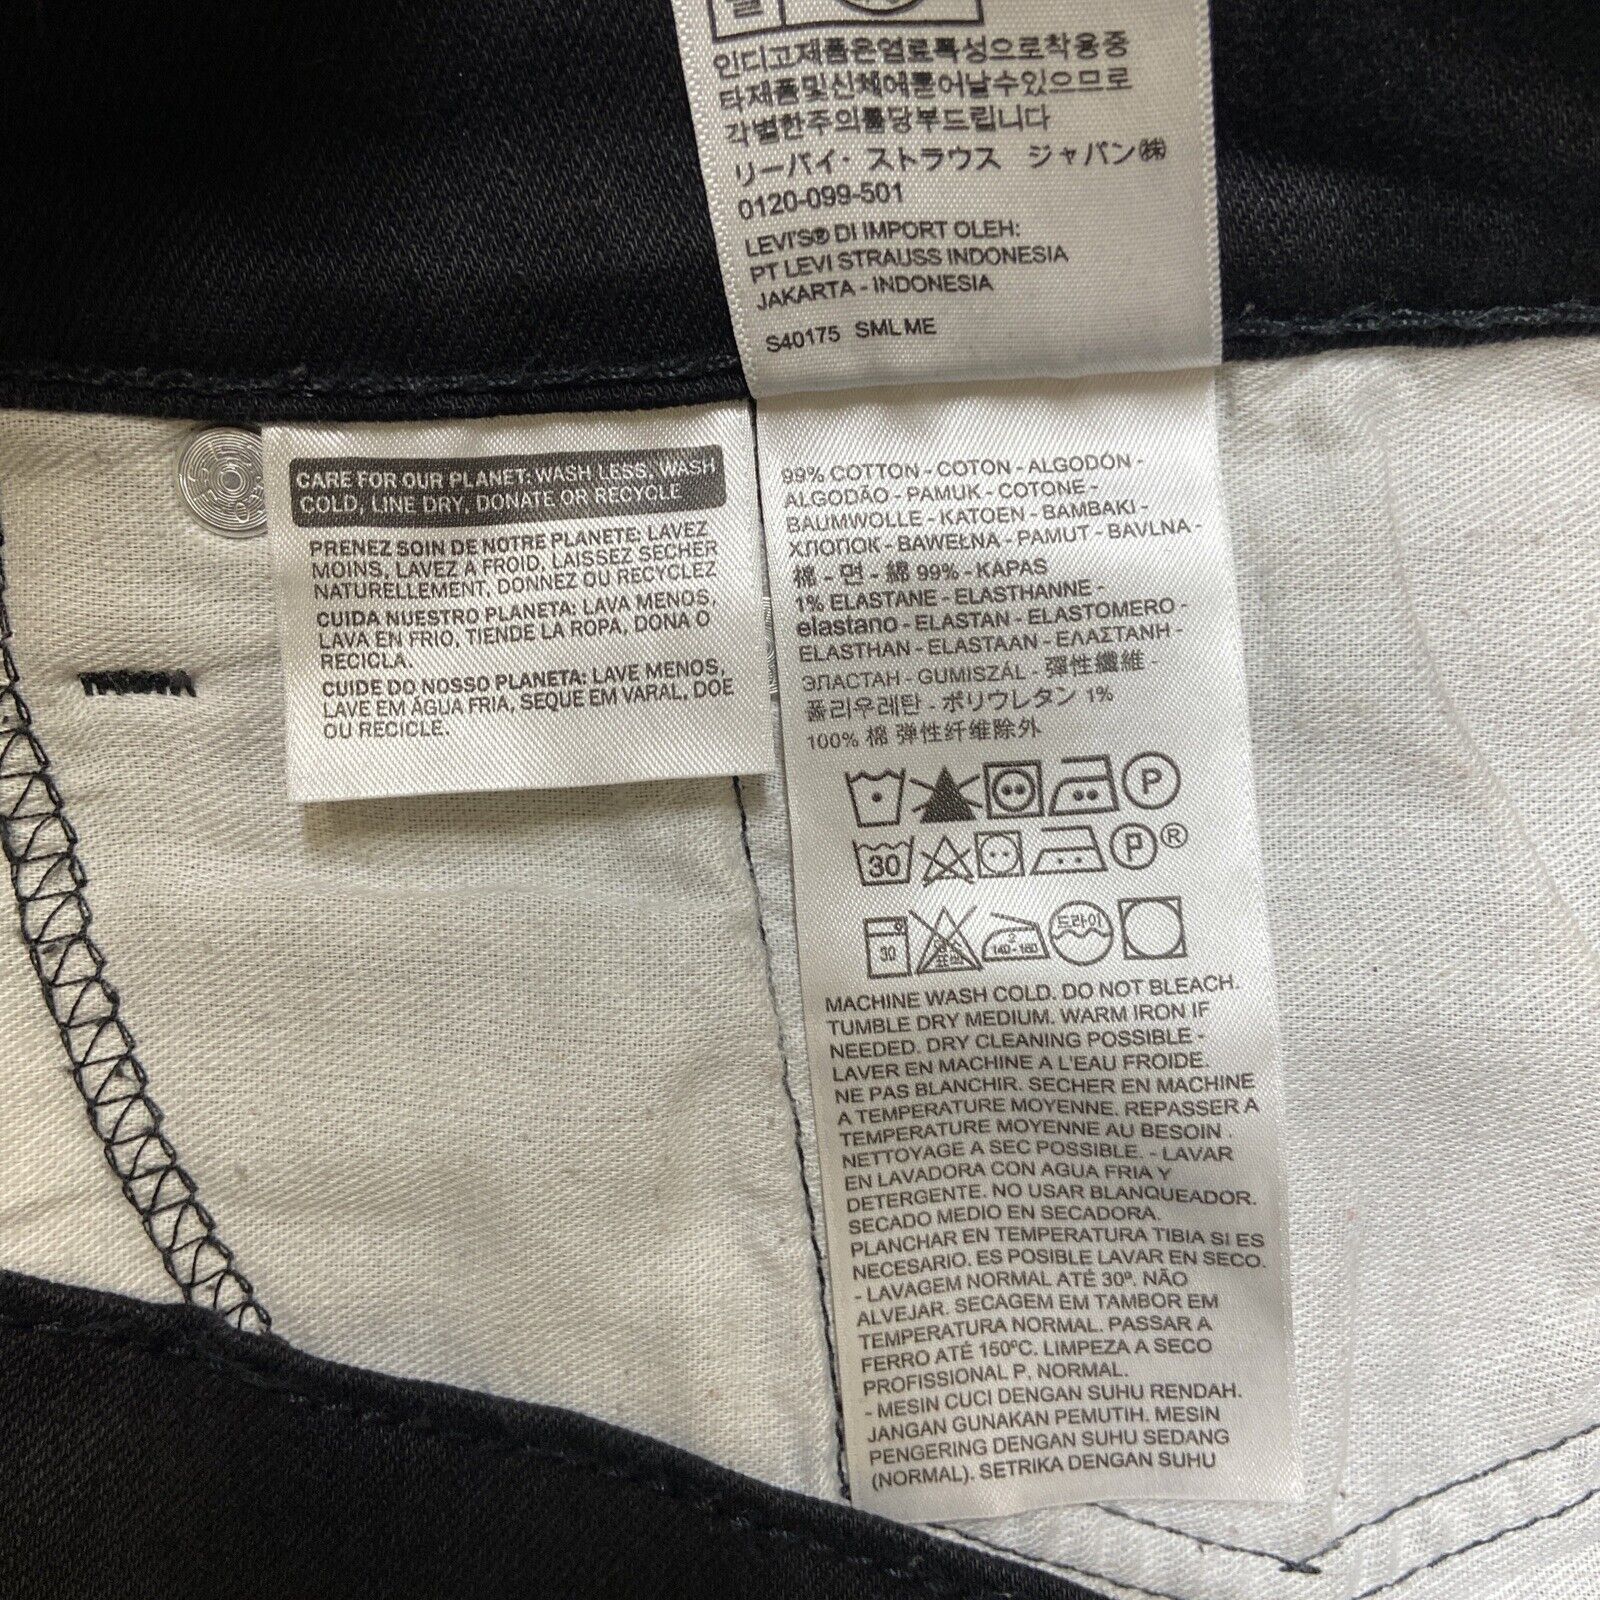 인디고제품은염료특성으로착용중
타제품및신체에묻어날수있으므로
각별한주의를당부드립니다
リーバイ・ストラウス ジャパン㈱
0120-099-501
LEVI'S® DI IMPORT OLEH:
PT LEVI STRAUSS INDONESIA
JAKARTA - INDONESIA
S40175 SML ME
CARE FOR OUR PLANET: WASH LESS, WASH
COLD, LINE DRY, DONATE OR RECYCLE
PRENEZ SOIN DE NOTRE PLANETE: LAVEZ
MOINS, LAVEZ A FROID, LAISSEZ SECHER
NATURELLEMENT, DONNEZ OU RECYCLEZ
CUIDA NUESTRO PLANETA: LAVA MENOS,
LAVA EN FRIO, TIENDE LA ROPA, DONA O
RECICLA.
CUIDE DO NOSSO PLANETA: LAVE MENOS,
LAVE EM ÁGUA FRIA, SEQUE EM VARAL, DOE
OU RECICLE.
99% COTTON - COTON - ALGODÓN -
ALGODÃO - PAMUK - COTONE -
BAUMWOLLE - KATOEN - BAMBAKI -
ХЛОПОК - BAWEŁNA - PAMUT - BAVLNA -
棉 - 면 - 綿 99% - KAPAS
1% ELASTANE - ELASTHANNE -
elastano - ELASTAN - ELASTOMERO -
ELASTHAN - ELASTAAN - ΕΛΑΣΤΑΝΗ -
ЭЛАСТАН - GUMISZÁL - 彈性纖維 -
폴리우레탄 - ポリウレタン 1%
100% 棉 弹性纤维除外
P
30 P ®
30 2 140-160 드라이
MACHINE WASH COLD. DO NOT BLEACH.
TUMBLE DRY MEDIUM. WARM IRON IF
NEEDED. DRY CLEANING POSSIBLE -
LAVER EN MACHINE A L'EAU FROIDE.
NE PAS BLANCHIR. SECHER EN MACHINE
A TEMPERATURE MOYENNE. REPASSER A
TEMPERATURE MOYENNE AU BESOIN .
NETTOYAGE A SEC POSSIBLE. - LAVAR
EN LAVADORA CON AGUA FRIA Y
DETERGENTE. NO USAR BLANQUEADOR.
SECADO MEDIO EN SECADORA.
PLANCHAR EN TEMPERATURA TIBIA SI ES
NECESARIO. ES POSIBLE LAVAR EN SECO.
- LAVAGEM NORMAL ATÉ 30º. NÃO
ALVEJAR. SECAGEM EM TAMBOR EM
TEMPERATURA NORMAL. PASSAR A
FERRO ATÉ 150ºC. LIMPEZA A SECO
PROFISSIONAL P. NORMAL.
- MESIN CUCI DENGAN SUHU RENDAH.
JANGAN GUNAKAN PEMUTIH. MESIN
PENGERING DENGAN SUHU SEDANG
(NORMAL). SETRIKA DENGAN SUHU